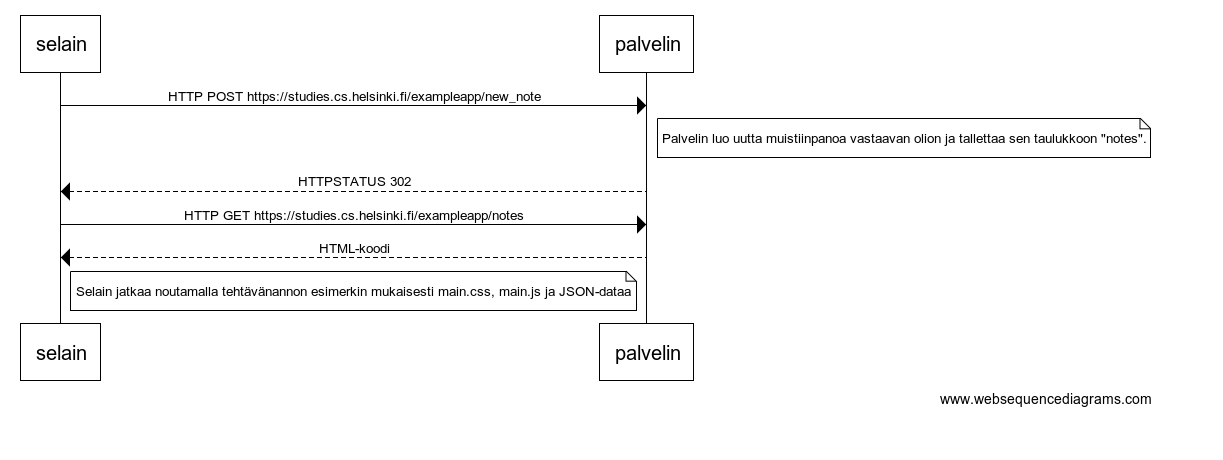 selain
palvelin
HTTP POST https://studies.cs.helsinki.fi/exampleapp/new_note
Palvelin luo uutta muistiinpanoa vastaavan olion ja tallettaa sen taulukkoon "notes".
HTTPSTATUS 302
HTTP GET https://studies.cs.helsinki.fi/exampleapp/notes
HTML-koodi
Selain jatkaa noutamalla tehtävänannon esimerkin mukaisesti main.css, main.js ja JSON-dataa
selain
palvelin
www.websequencediagrams.com